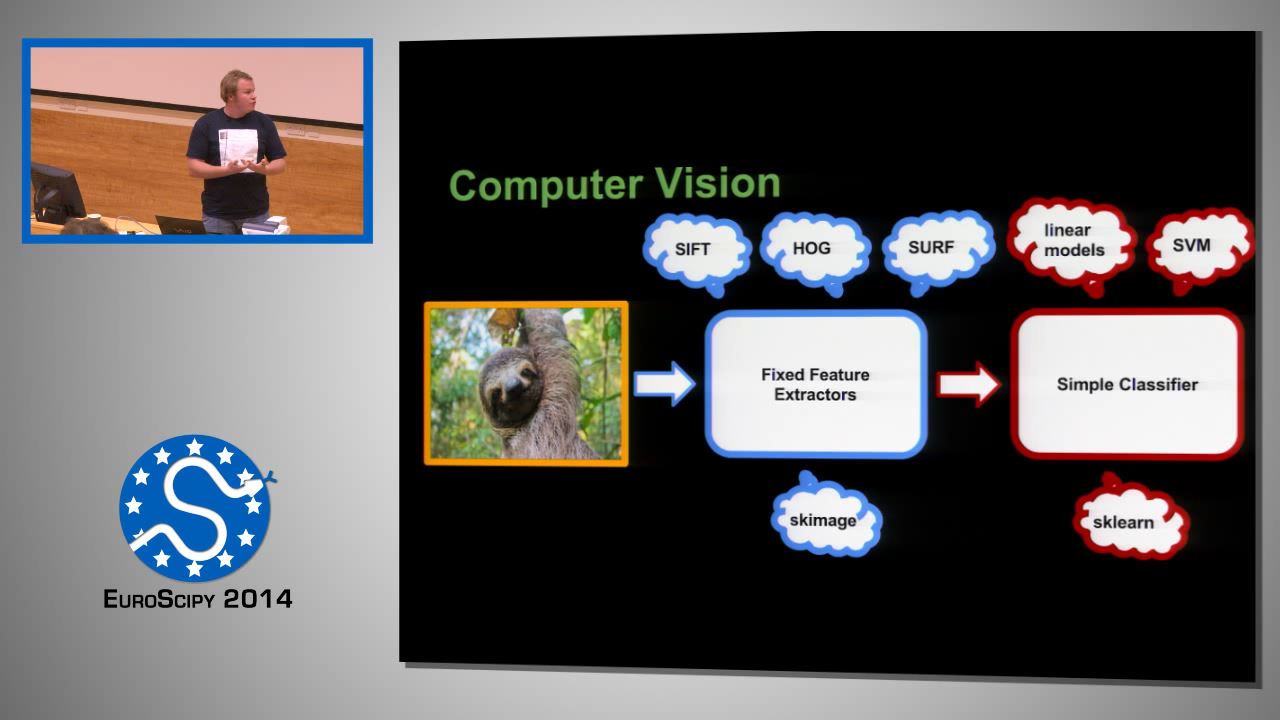 Computer Vision
SIFT
HOG
SURF
linear
models
SVM
Fixed Feature
Extractors
Simple Classifier
skimage
sklearn
EUROSCIPY 2014